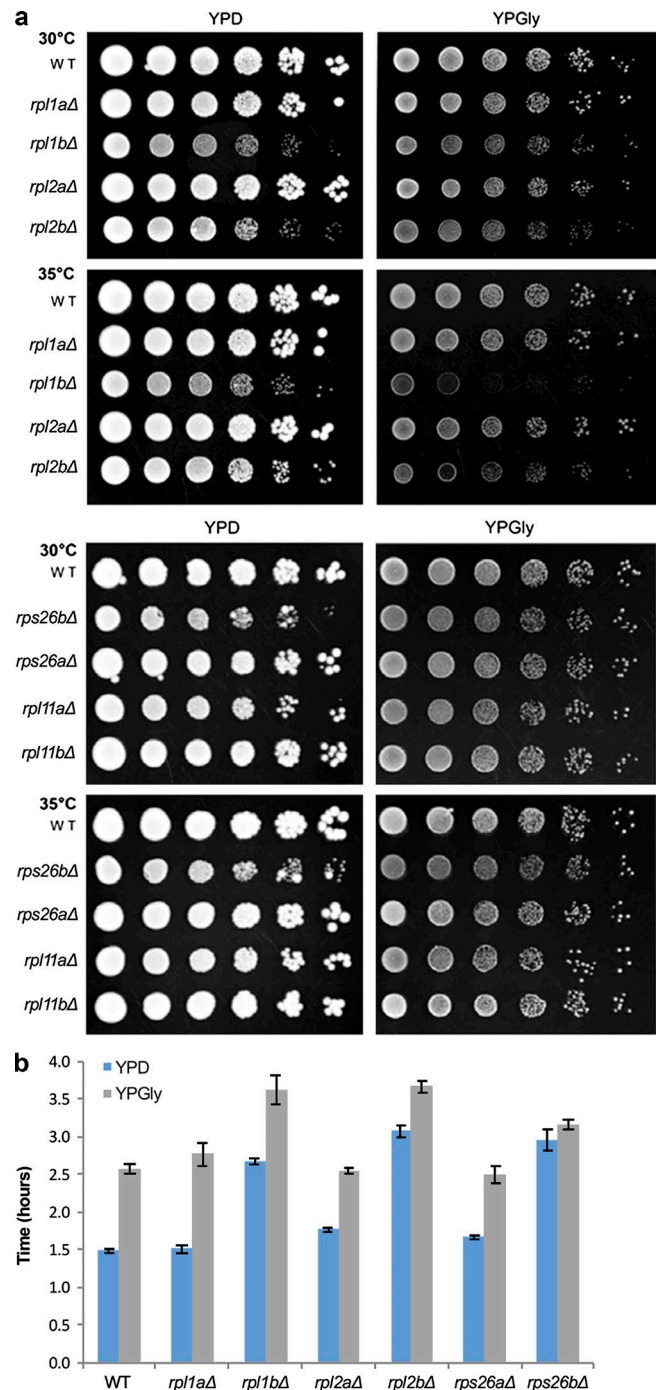 a
YPD YPGly
30°C
WT
rpl1aΔ
rpl1bΔ
rpl2aΔ
rpl2bΔ
35°C
WT
rpl1aΔ
rpl1bΔ
rpl2aΔ
rpl2bΔ
YPD YPGly
30°C
WT
rps26bΔ
rps26aΔ
rpl11aΔ
rpl11bΔ
35°C
WT
rps26bΔ
rps26aΔ
rpl11aΔ
rpl11bΔ
b
YPD
YPGly
Time (hours)
4.0
3.5
3.0
2.5
2.0
1.5
1.0
0.5
0.0
WT rpl1aΔ rpl1bΔ rpl2aΔ rpl2bΔ rps26aΔ rps26bΔ